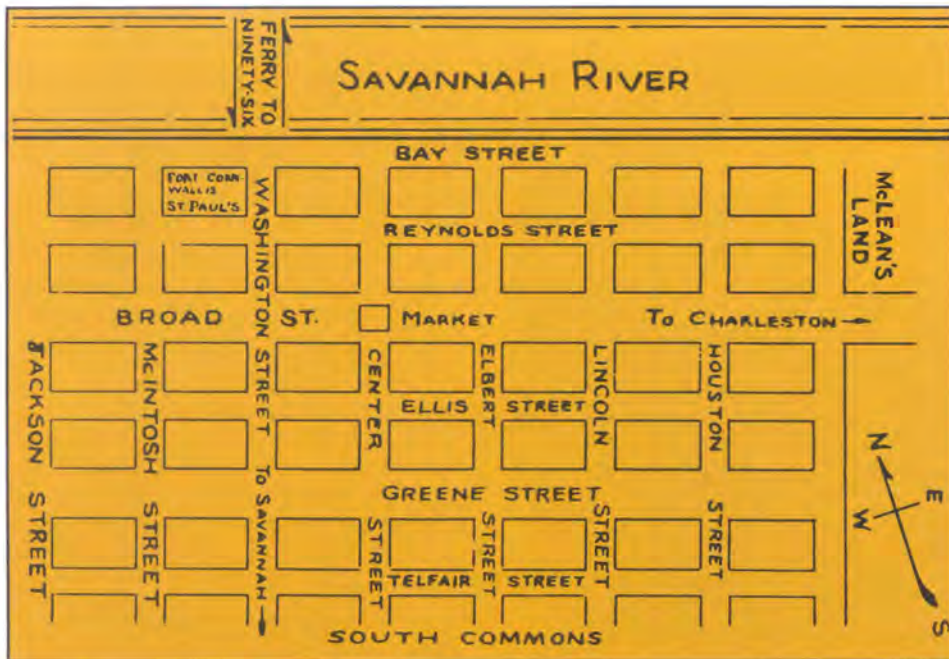 FERRY TO
NINETY-SIX
SAVANNAH RIVER
BAY STREET
FORT CORN-
WALLIS
ST PAUL'S
WASHINGTON STREET TO SAVANNAH
REYNOLDS STREET
McLEAN'S
LAND
BROAD ST. MARKET
TO CHARLESTON
JACKSON STREET
McINTOSH STREET
CENTER STREET
ELBERT STREET
LINCOLN STREET
HOUSTON STREET
ELLIS STREET
GREENE STREET
TELFAIR STREET
SOUTH COMMONS
N
E
W
S